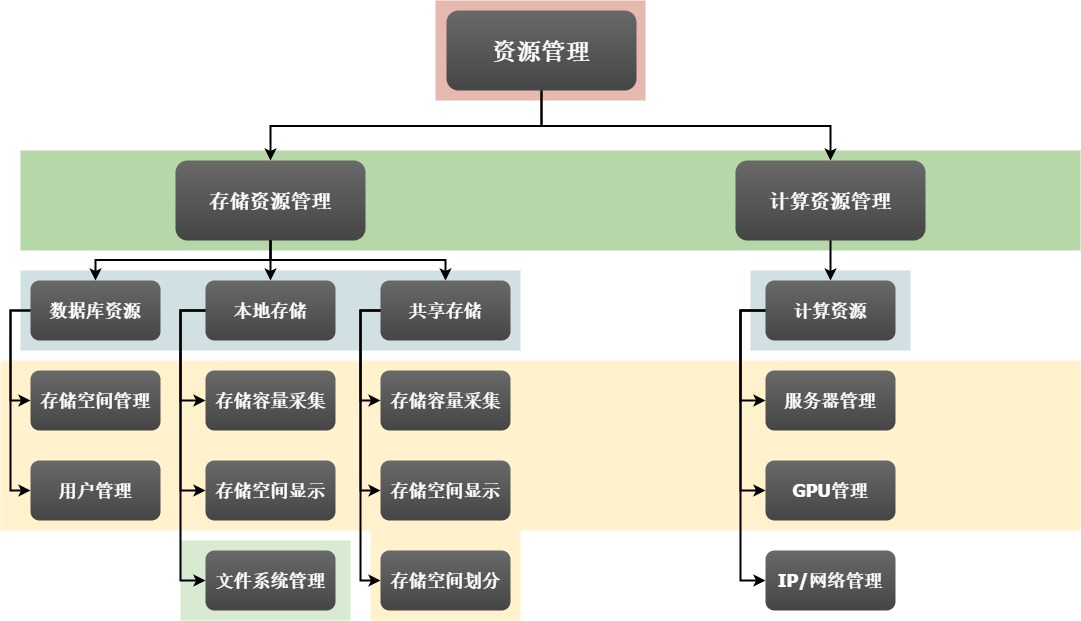 资源管理
存储资源管理
计算资源管理
数据库资源
本地存储
共享存储
计算资源
存储空间管理
存储容量采集
存储容量采集
服务器管理
用户管理
存储空间显示
存储空间显示
GPU管理
文件系统管理
存储空间划分
IP/网络管理